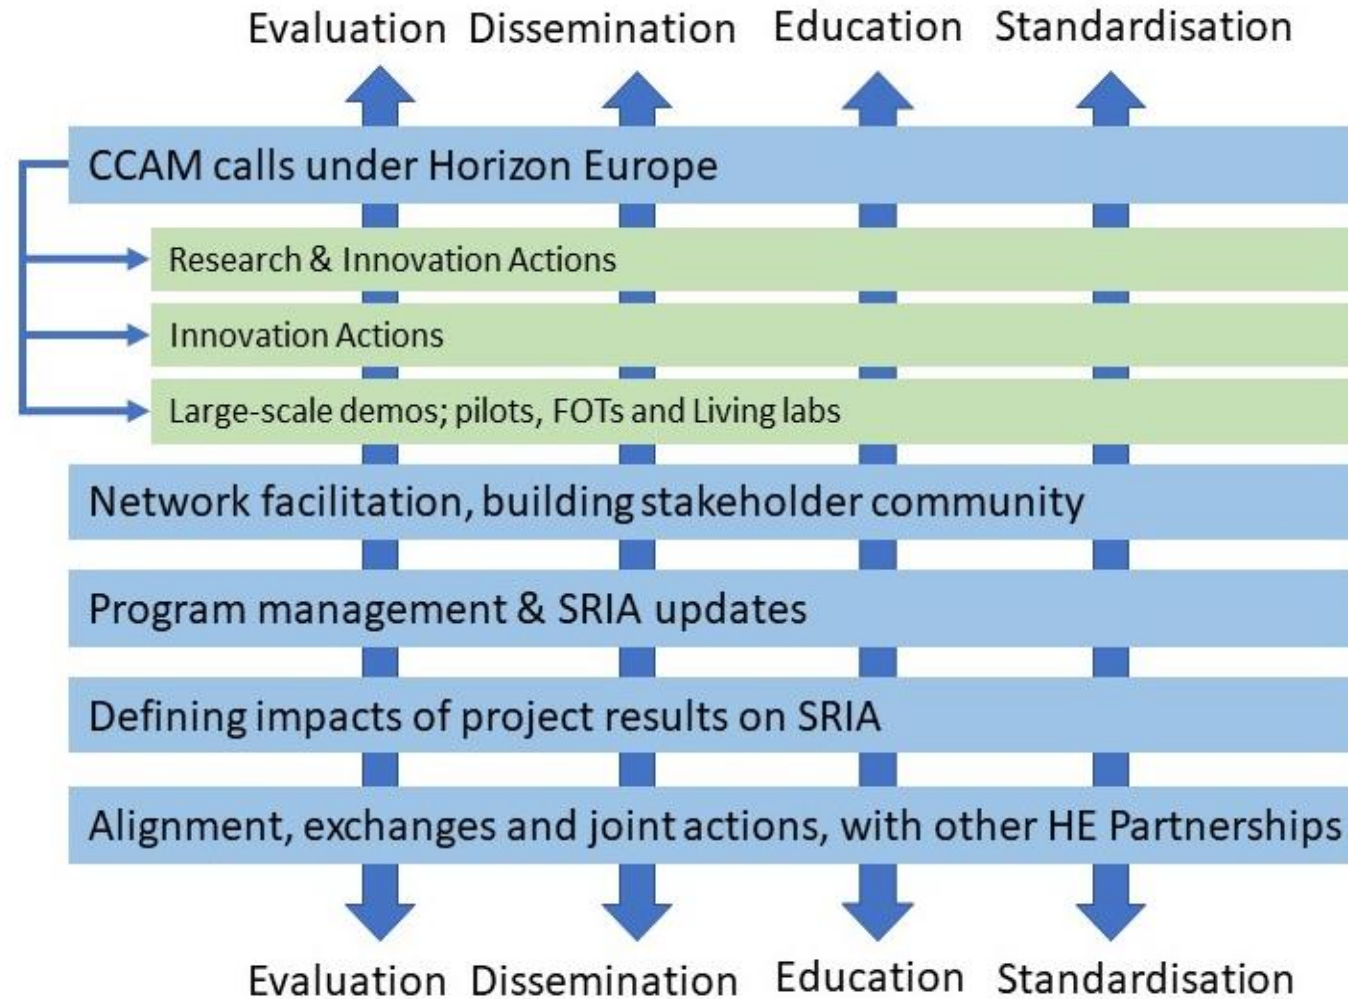 Evaluation Dissemination Education Standardisation
CCAM calls under Horizon Europe
Research & Innovation Actions
Innovation Actions
Large-scale demos; pilots, FOTs and Living labs
Network facilitation, building stakeholder community
Program management & SRIA updates
Defining impacts of project results on SRIA
Alignment, exchanges and joint actions, with other HE Partnerships
Evaluation Dissemination Education Standardisation